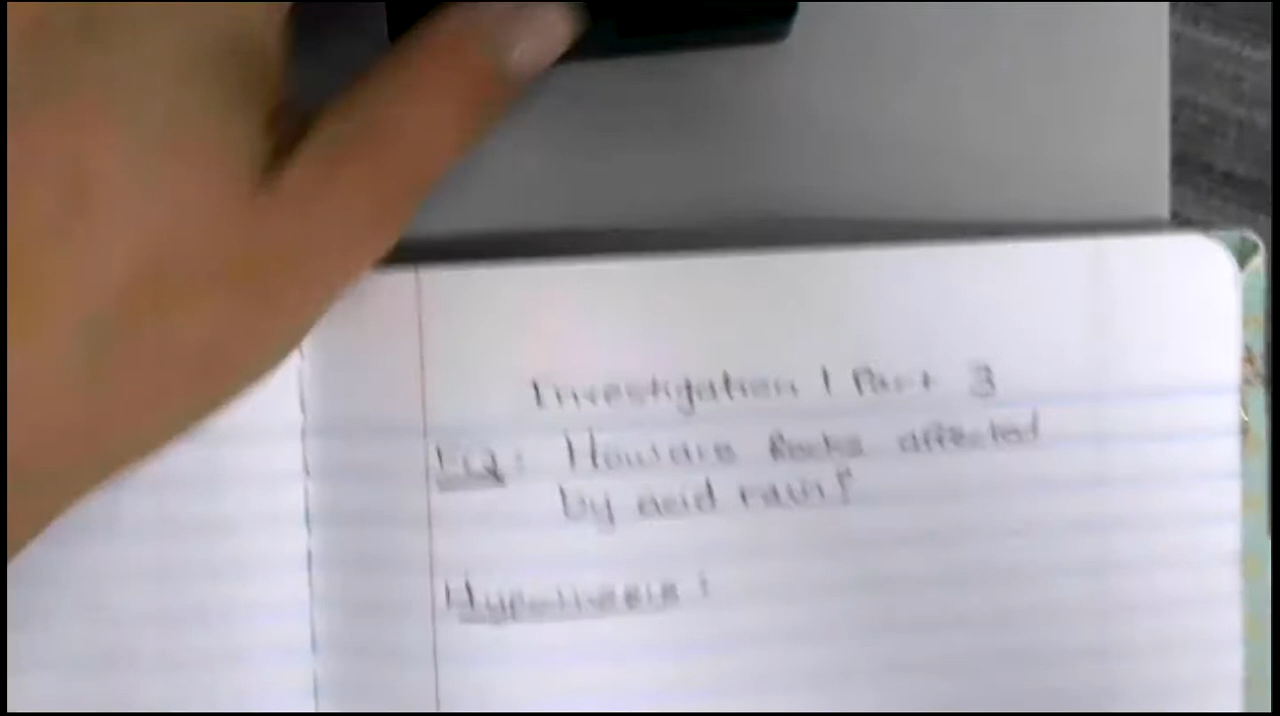 Investigation 1 Part 3
EQ: How are Rocks affected
by acid rain?
Hypothesis: